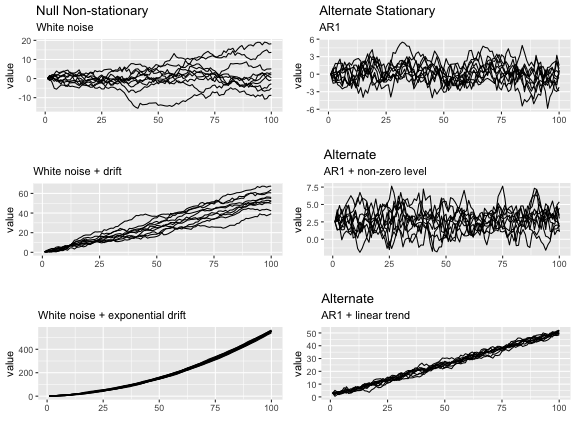 Null Non-stationary
White noise
value
20
10
0
-10
0 25 50 75 100
Alternate Stationary
AR1
value
6
3
0
-3
-6
0 25 50 75 100
White noise + drift
value
60
40
20
0
0 25 50 75 100
Alternate
AR1 + non-zero level
value
7.5
5.0
2.5
0.0
0 25 50 75 100
White noise + exponential drift
value
400
200
0
0 25 50 75 100
Alternate
AR1 + linear trend
value
50
40
30
20
10
0
0 25 50 75 100